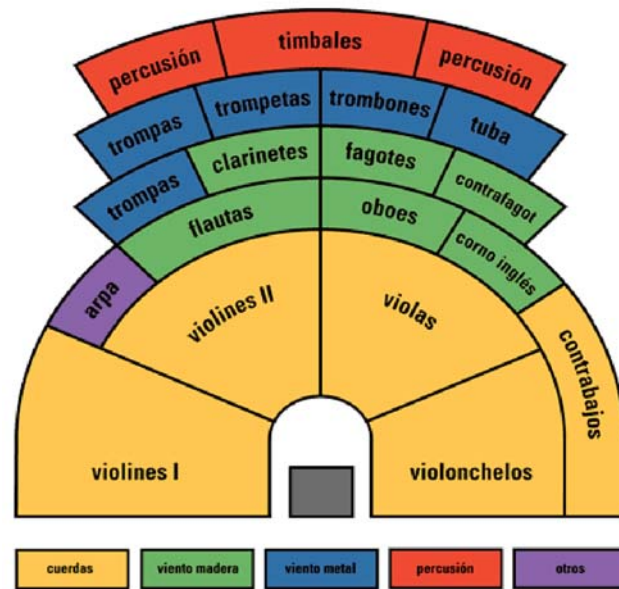 percusión
timbales
percusión
trompas
trompetas
trombones
tuba
trompas
clarinetes
fagotes
contrafagot
flautas
oboes
corno inglés
arpa
violines II
violas
contrabajos
violines I
violonchelos
cuerdas
viento madera
viento metal
percusión
otros